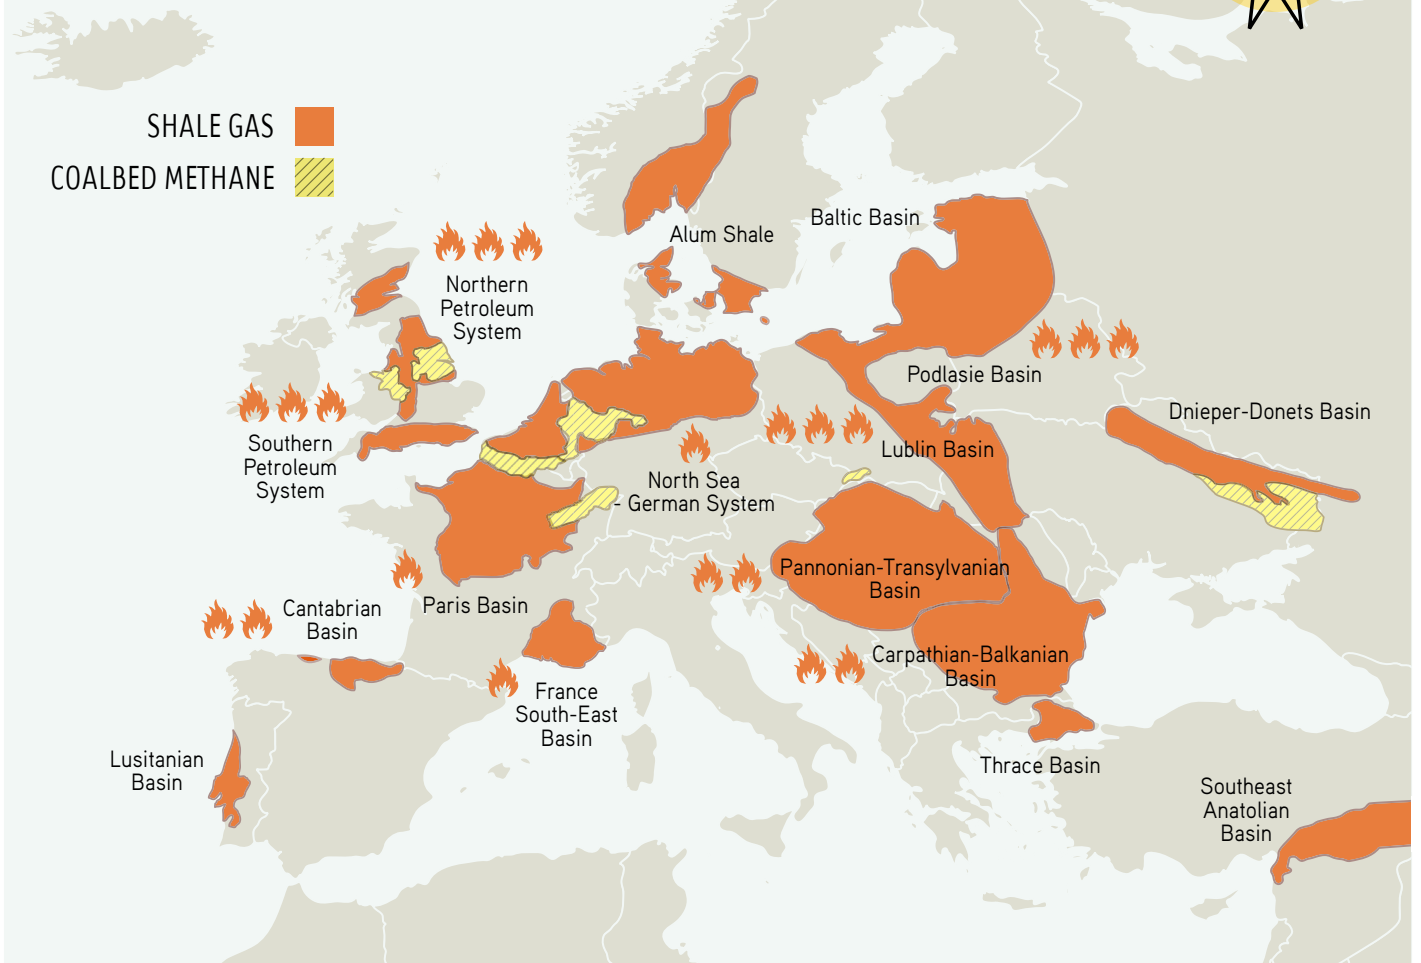 SHALE GAS
COALBED METHANE
Alum Shale
Baltic Basin
Northern
Petroleum
System
Podlasie Basin
Dnieper-Donets Basin
Southern
Petroleum
System
Lublin Basin
North Sea
- German System
Pannonian-Transylvanian
Basin
Paris Basin
Cantabrian
Basin
Carpathian-Balkanian
Basin
France
South-East
Basin
Lusitanian
Basin
Thrace Basin
Southeast
Anatolian
Basin